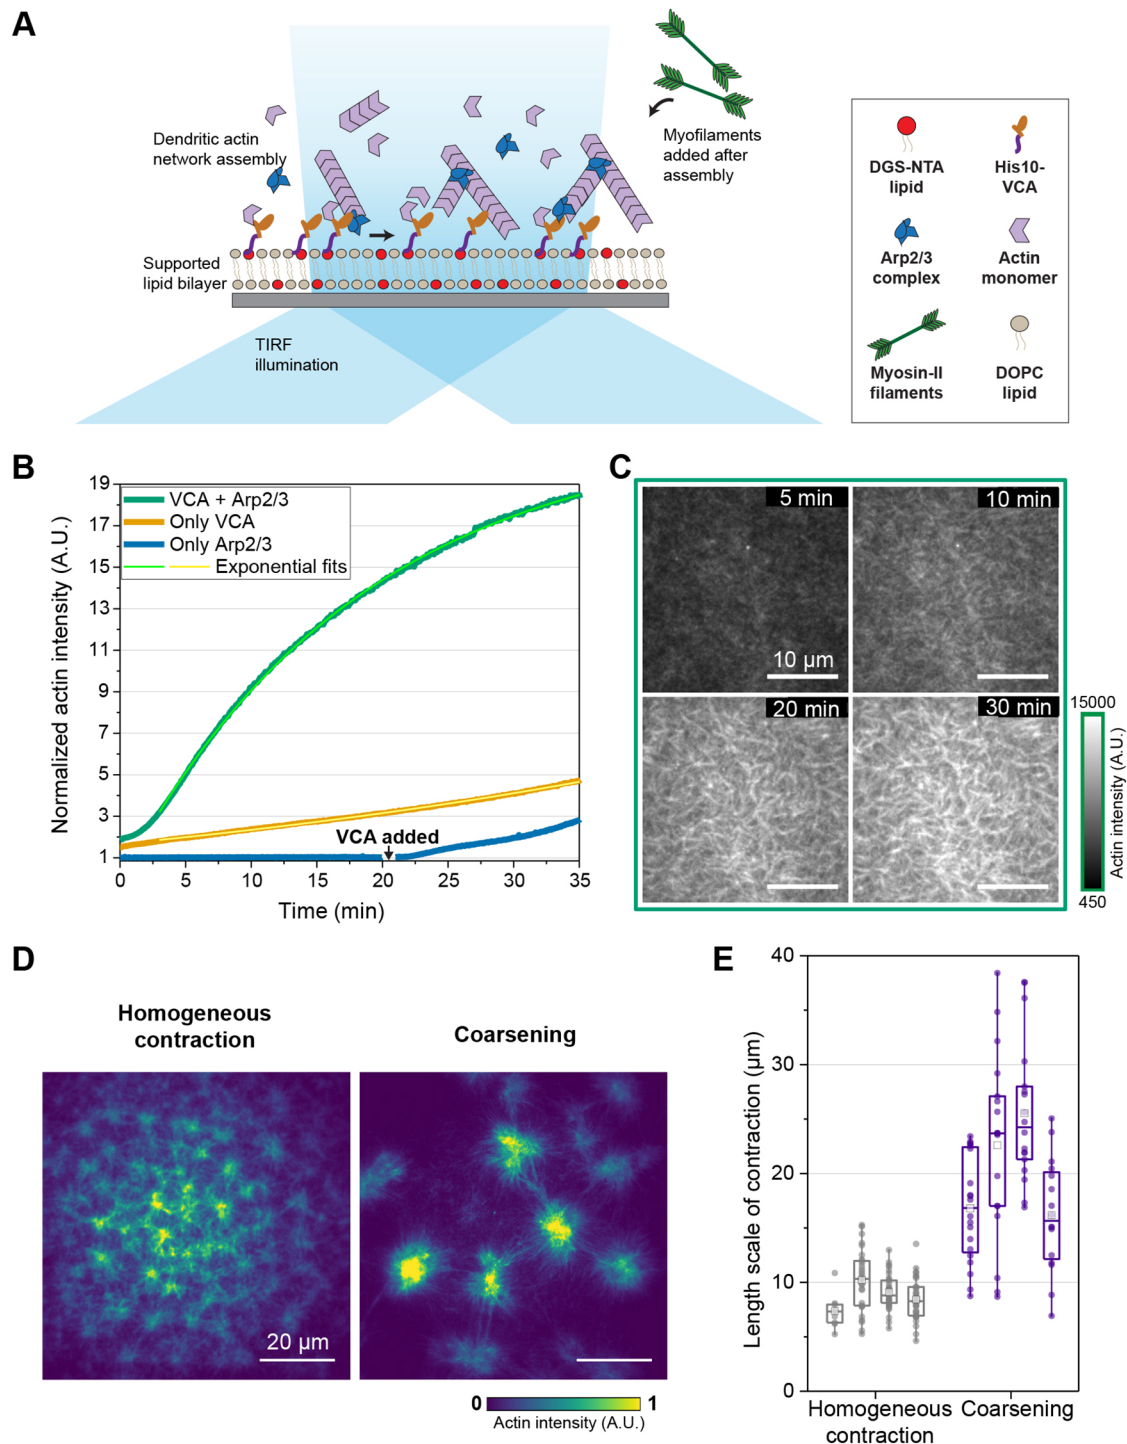 A
Dendritic actin
network assembly
Myofilaments
added after
assembly
Supported
lipid bilayer
TIRF
illumination
DGS-NTA
lipid
His10-
VCA
Arp2/3
complex
Actin
monomer
Myosin-II
filaments
DOPC
lipid
B
Normalized actin intensity (A.U.)
19
17
15
13
11
9
7
5
3
1
VCA + Arp2/3
Only VCA
Only Arp2/3
Exponential fits
VCA added
0
5
10
15
20
25
30
35
Time (min)
C
5 min
10 min
10 µm
20 min
30 min
15000
Actin intensity (A.U.)
450
D
Homogeneous
contraction
Coarsening
20 µm
0
1
Actin intensity (A.U.)
E
Length scale of contraction (µm)
40
30
20
10
0
Homogeneous
contraction
Coarsening